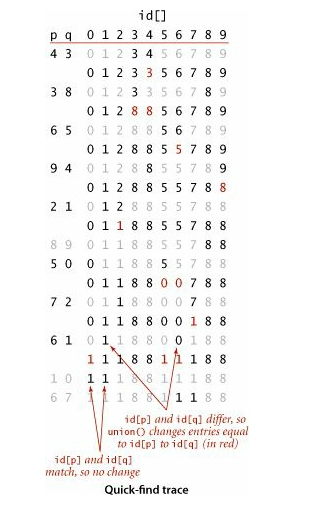 id[]
p q 0 1 2 3 4 5 6 7 8 9
4 3 0 1 2 3 4 5 6 7 8 9
0 1 2 3 3 5 6 7 8 9
3 8 0 1 2 3 3 5 6 7 8 9
0 1 2 8 8 5 6 7 8 9
6 5 0 1 2 8 8 5 6 7 8 9
0 1 2 8 8 5 5 7 8 9
9 4 0 1 2 8 8 5 5 7 8 9
0 1 2 8 8 5 5 7 8 8
2 1 0 1 2 8 8 5 5 7 8 8
0 1 1 8 8 5 5 7 8 8
8 9 0 1 1 8 8 5 5 7 8 8
5 0 0 1 1 8 8 5 5 7 8 8
0 1 1 8 8 0 0 7 8 8
7 2 0 1 1 8 8 0 0 7 8 8
0 1 1 8 8 0 0 1 8 8
6 1 0 1 1 8 8 0 0 1 8 8
1 1 1 8 8 1 1 1 8 8
1 0 1 1 1 8 8 1 1 1 8 8
6 7 1 1 1 8 8 1 1 1 8 8
id[p] and id[q] differ, so
union() changes entries equal
to id[p] to id[q] (in red)
id[p] and id[q]
match, so no change
Quick-find trace